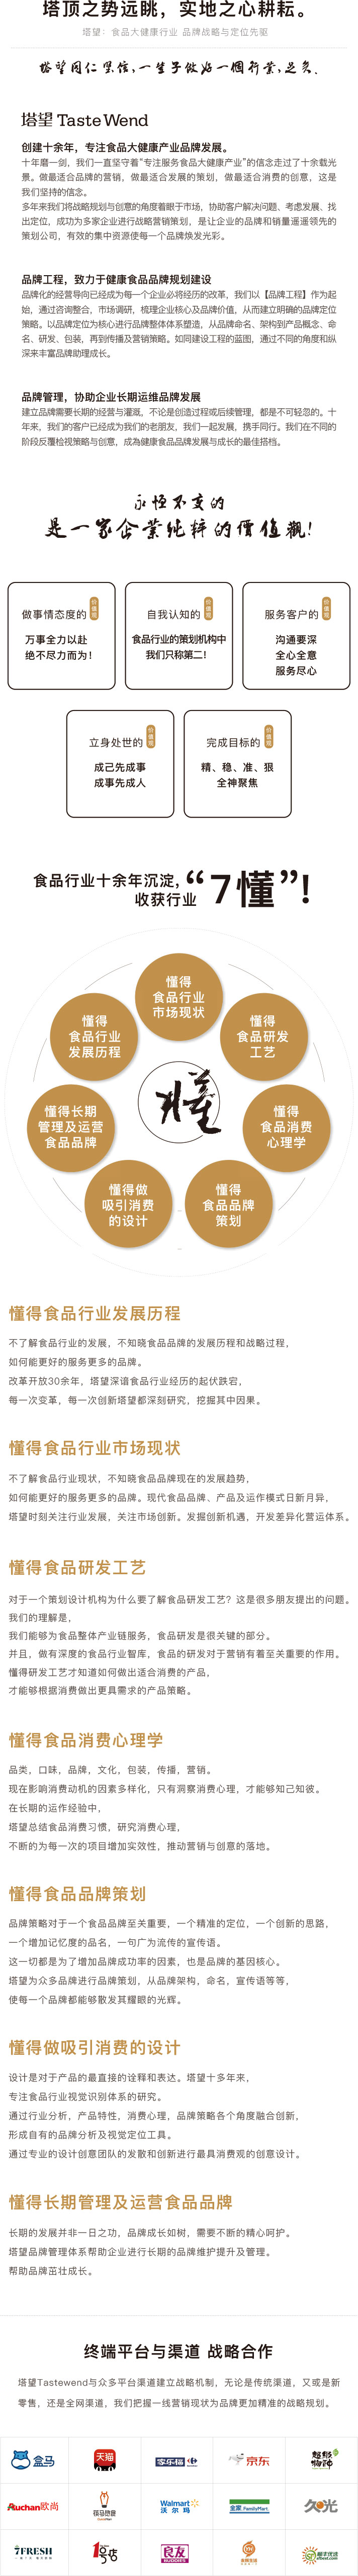 塔顶之势远眺，实地之心耕耘。
塔望：食品大健康行业 品牌战略与定位先驱
塔望同仁坚信，一生只做好一个行业，足矣。
塔望 Taste Wend
创建十余年，专注食品大健康产业品牌发展。
十年磨一剑，我们一直坚守着“专注服务食品大健康产业”的信念走过了十余载光
景。做最适合品牌的营销，做最适合发展的策划，做最适合消费的创意，这是
我们坚持的信念。
多年来我们将战略规划与创意的角度着眼于市场，协助客户解决问题、考虑发展、找
出定位，成功为多家企业进行战略营销策划，是让企业的品牌和销量遥遥领先的
策划公司，有效的集中资源使每一个品牌焕发光彩。
品牌工程，致力于健康食品品牌规划建设
品牌化的经营导向已经成为每一个企业必将经历的改革，我们以【品牌工程】作为起
始，通过咨询整合，市场调研，梳理企业核心及品牌价值，从而建立明确的品牌定位
策略。以品牌定位为核心进行品牌整体体系塑造，从品牌命名、架构到产品概念、命
名、研发、包装，再到传播及营销策略。如同建设工程的蓝图，通过不同的角度和纵
深来丰富品牌助理成长。
品牌管理，协助企业长期运维品牌发展
建立品牌需要长期的经营与灌溉，不论是创造过程或后续管理，都是不可轻忽的。十
年来，我们的客户已经成为我们的老朋友，我们一起发展，携手同行。我们在不同的
阶段反覆检视策略与创意，成為健康食品品牌发展与成长的最佳搭档。
永恒不变的
是一家企業纯粹的價值觀！
做事情态度的 价值观
万事全力以赴
绝不尽力而为！
自我认知的 价值观
食品行业的策划机构中
我们只称第二！
服务客户的 价值观
沟通要深
全心全意
服务尽心
立身处世的 价值观
成己先成事
成事先成人
完成目标的 价值观
精、稳、准、狠
全神聚焦
食品行业十余年沉淀，
收获行业“7懂”！
懂得
食品行业
市场现状
懂得
食品行业
发展历程
懂得
食品研发
工艺
懂得长期
管理及运营
食品品牌
懂
懂得
食品消费
心理学
懂得做
吸引消费
的设计
懂得
食品品牌
策划
懂得食品行业发展历程
不了解食品行业的发展，不知晓食品品牌的发展历程和战略过程，
如何能更好的服务更多的品牌。
改革开放30余年，塔望深谙食品行业经历的起伏跌宕，
每一次变革，每一次创新塔望都深刻研究，挖掘其中因果。
懂得食品行业市场现状
不了解食品行业现状，不知晓食品品牌现在的发展趋势，
如何能更好的服务更多的品牌。现代食品品牌、产品及运作模式日新月异，
塔望时刻关注行业发展，关注市场创新。发掘创新机遇，开发差异化营运体系。
懂得食品研发工艺
对于一个策划设计机构为什么要了解食品研发工艺？这是很多朋友提出的问题。
我们的理解是，
我们能够为食品整体产业链服务，食品研发是很关键的部分。
并且，做有深度的食品行业智库，食品的研发对于营销有着至关重要的作用。
懂得研发工艺才知道如何做出适合消费的产品，
才能够根据消费做出更具需求的产品策略。
懂得食品消费心理学
品类，口味，品牌，文化，包装，传播，营销。
现在影响消费动机的因素多样化，只有洞察消费心理，才能够知己知彼。
在长期的运作经验中，
塔望总结食品消费习惯，研究消费心理，
不断的为每一次的项目增加实效性，推动营销与创意的落地。
懂得食品品牌策划
品牌策略对于一个食品品牌至关重要，一个精准的定位，一个创新的思路，
一个增加记忆度的品名，一句广为流传的宣传语。
这一切都是为了增加品牌成功率的因素，也是品牌的基因核心。
塔望为众多品牌进行品牌策划，从品牌架构，命名，宣传语等等，
使每一个品牌都能够散发其耀眼的光辉。
懂得做吸引消费的设计
设计是对于产品的最直接的诠释和表达。塔望十多年来，
专注食品行业视觉识别体系的研究。
通过行业分析，产品特性，消费心理，品牌策略各个角度融合创新，
形成自有的品牌分析及视觉定位工具。
通过专业的设计创意团队的发散和创新进行最具消费观的创意设计。
懂得长期管理及运营食品品牌
长期的发展并非一日之功，品牌成长如树，需要不断的精心呵护。
塔望品牌管理体系帮助企业进行长期的品牌维护提升及管理。
帮助品牌茁壮成长。
终端平台与渠道 战略合作
塔望Tastewend与众多平台渠道建立战略机制，无论是传统渠道，又或是新
零售，还是全网渠道，我们把握一线营销现状为品牌更加精准的战略规划。
盒马
天猫
家乐福 Carrefour
京东
超级物种
Auchan欧尚
Walmart
沃尔玛
全家 FamilyMart
久光
7FRESH
1号店
良友